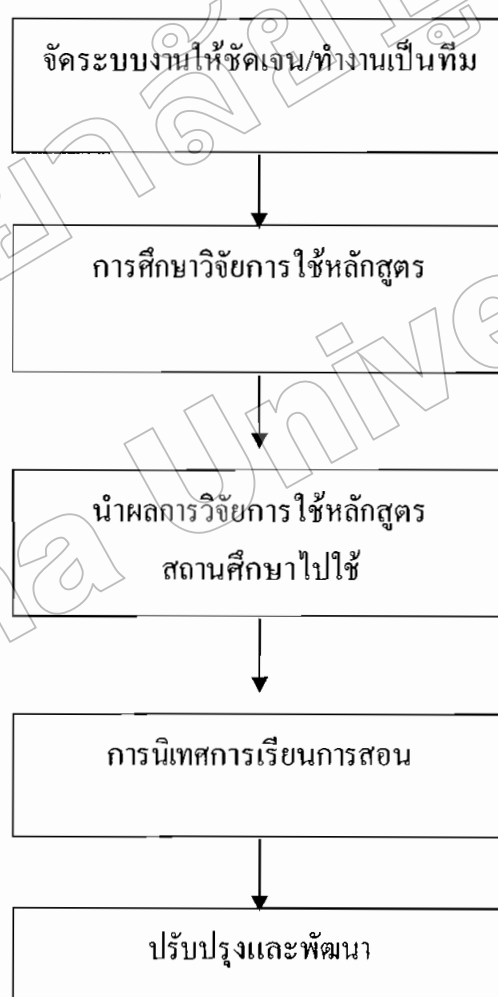 จัดระบบงานให้ชัดเจน/ทำงานเป็นทีม
การศึกษาวิจัยการใช้หลักสูตร
นำผลการวิจัยการใช้หลักสูตร
สถานศึกษาไปใช้
การนิเทศการเรียนการสอน
ปรับปรุงและพัฒนา